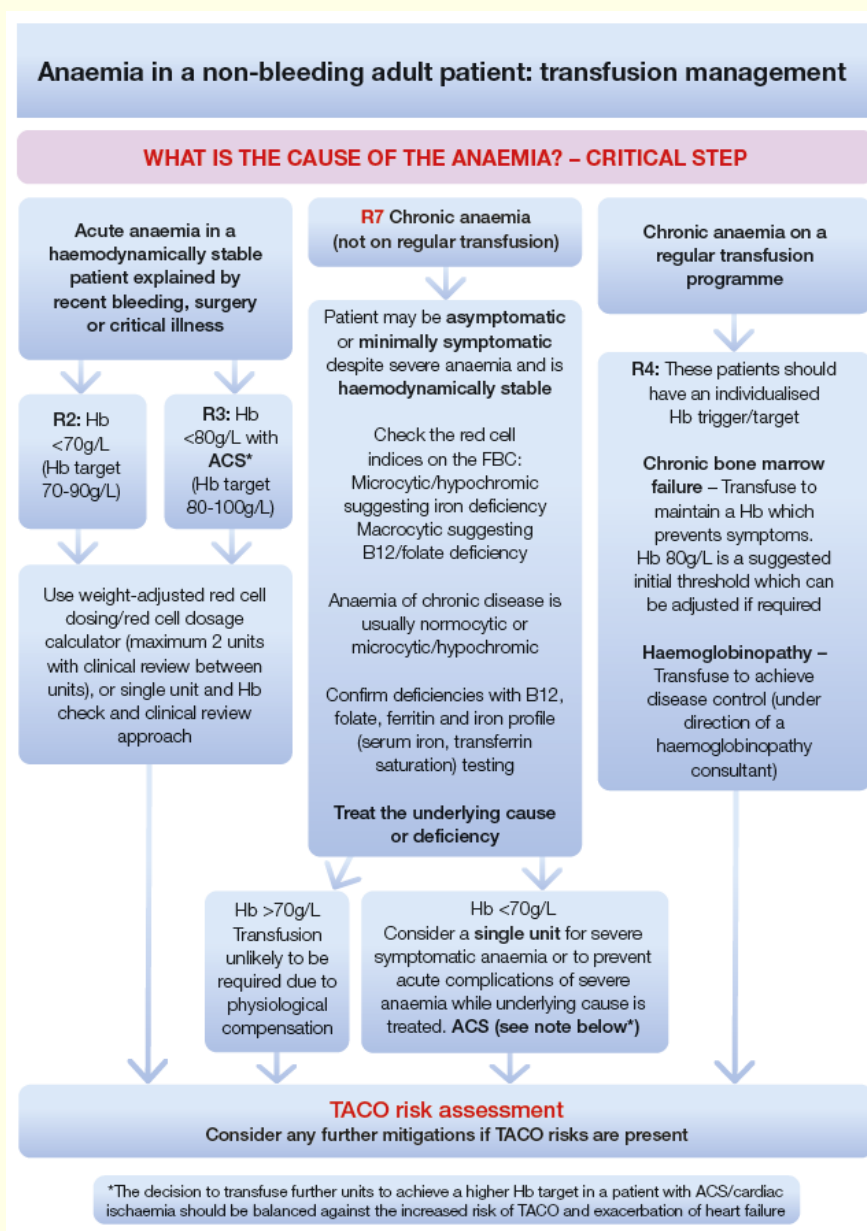 Anaemia in a non-bleeding adult patient: transfusion management
WHAT IS THE CAUSE OF THE ANAEMIA? – CRITICAL STEP
Acute anaemia in a
haemodynamically stable
patient explained by
recent bleeding, surgery
or critical illness
R2: Hb
<70g/L
(Hb target
70-90g/L)
R3: Hb
<80g/L with
ACS*
(Hb target
80-100g/L)
Use weight-adjusted red cell
dosing/red cell dosage
calculator (maximum 2 units
with clinical review between
units), or single unit and Hb
check and clinical review
approach
R7 Chronic anaemia
(not on regular transfusion)
Patient may be asymptomatic
or minimally symptomatic
despite severe anaemia and is
haemodynamically stable
Check the red cell
indices on the FBC:
Microcytic/hypochromic
suggesting iron deficiency
Macrocytic suggesting
B12/folate deficiency
Anaemia of chronic disease is
usually normocytic or
microcytic/hypochromic
Confirm deficiencies with B12,
folate, ferritin and iron profile
(serum iron, transferrin
saturation) testing
Treat the underlying cause
or deficiency
Hb >70g/L
Transfusion
unlikely to be
required due to
physiological
compensation
Hb <70g/L
Consider a single unit for severe
symptomatic anaemia or to prevent
acute complications of severe
anaemia while underlying cause is
treated. ACS (see note below*)
Chronic anaemia on a
regular transfusion
programme
R4: These patients should
have an individualised
Hb trigger/target
Chronic bone marrow
failure – Transfuse to
maintain a Hb which
prevents symptoms.
Hb 80g/L is a suggested
initial threshold which can
be adjusted if required
Haemoglobinopathy –
Transfuse to achieve
disease control (under
direction of a
haemoglobinopathy
consultant)
TACO risk assessment
Consider any further mitigations if TACO risks are present
*The decision to transfuse further units to achieve a higher Hb target in a patient with ACS/cardiac
ischaemia should be balanced against the increased risk of TACO and exacerbation of heart failure